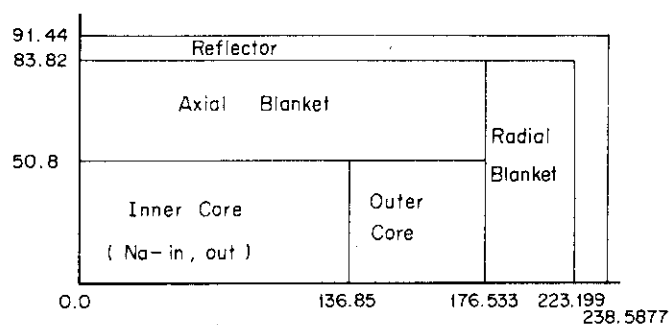 91.44
Reflector
83.82
Axial Blanket
Radial
Blanket
50.8
Inner Core
(Na-in, out)
Outer
Core
0.0 136.85 176.533 223.199
238.5877